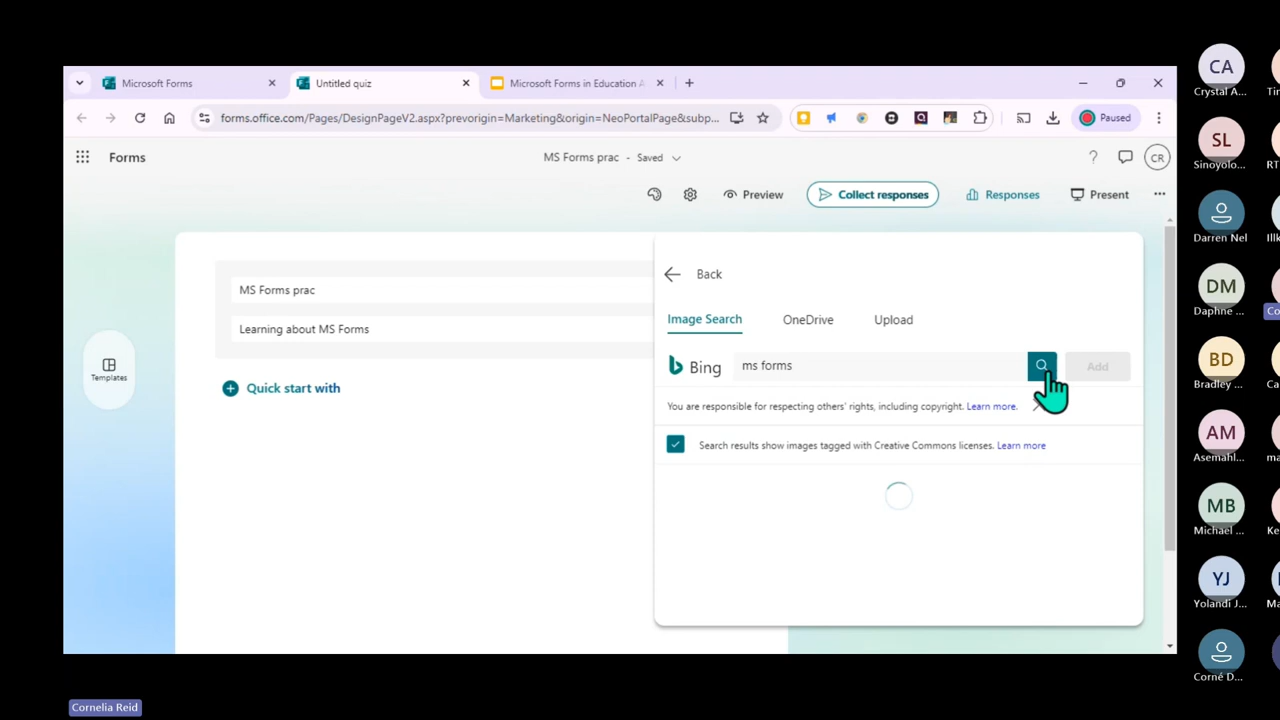 Microsoft Forms
Untitled quiz
Microsoft Forms in Education A
forms.office.com/Pages/DesignPageV2.aspx?prevorigin=Marketing&origin=NeoPortalPage&subp...
Paused
Forms
MS Forms prac - Saved
?
CR
Preview
Collect responses
Responses
Present
Templates
MS Forms prac
Learning about MS Forms
Quick start with
Back
Image Search
OneDrive
Upload
Bing
ms forms
Add
You are responsible for respecting others' rights, including copyright. Learn more.
Search results show images tagged with Creative Commons licenses. Learn more
CA
Crystal A...
SL
Sinoyolo...
RT
Darren Nel
DM
Daphne ...
BD
Bradley ...
AM
Asemahl...
MB
Michael ...
YJ
Yolandi J...
Corné D...
Cornelia Reid